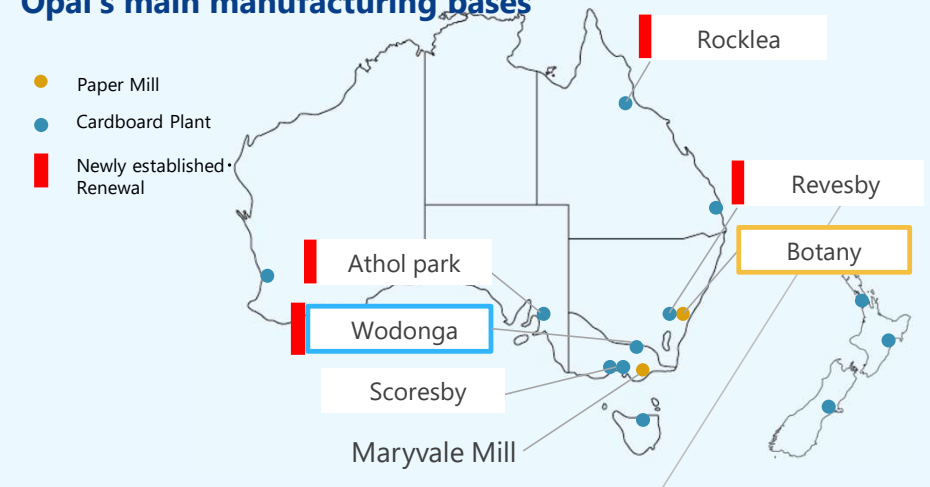 Opal's main manufacturing bases
Paper Mill
Cardboard Plant
Newly established・
Renewal
Rocklea
Revesby
Botany
Athol park
Wodonga
Scoresby
Maryvale Mill